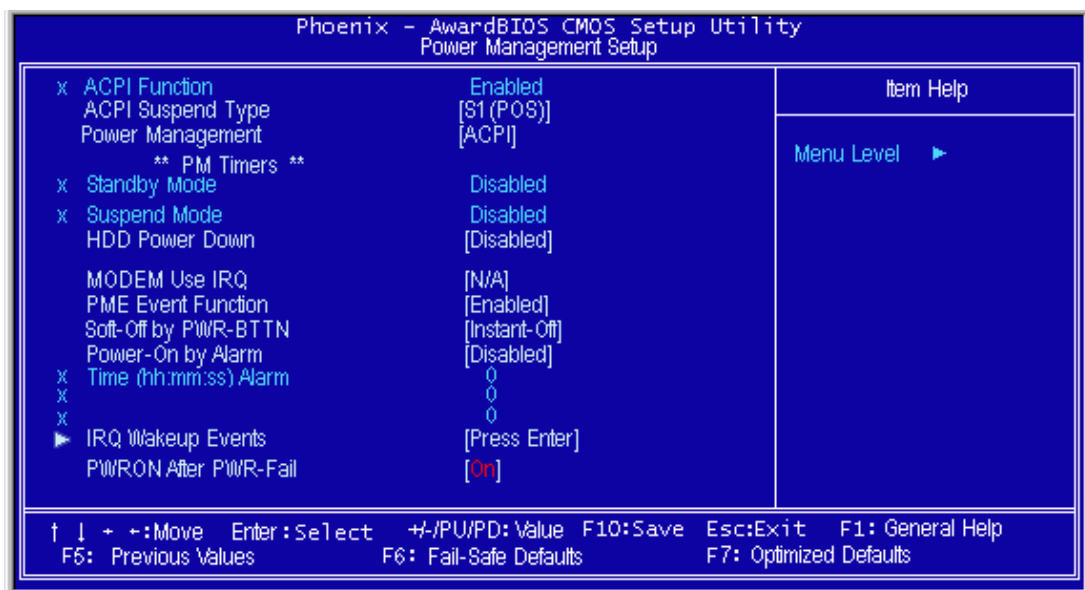 Phoenix - AwardBIOS CMOS Setup Utility
Power Management Setup
x ACPI Function Enabled
ACPI Suspend Type [S1(POS)]
Power Management [ACPI]
** PM Timers **
x Standby Mode Disabled
x Suspend Mode Disabled
HDD Power Down [Disabled]
MODEM Use IRQ [N/A]
PME Event Function [Enabled]
Soft-Off by PWR-BTTN [Instant-Off]
Power-On by Alarm [Disabled]
x Time (hh:mm:ss) Alarm 0
x 0
x 0
► IRQ Wakeup Events [Press Enter]
PWRON After PWR-Fail [On]
Item Help
Menu Level ►
↑ ↓ → ←:Move Enter:Select +/-/PU/PD:Value F10:Save Esc:Exit F1: General Help
F5: Previous Values F6: Fail-Safe Defaults F7: Optimized Defaults